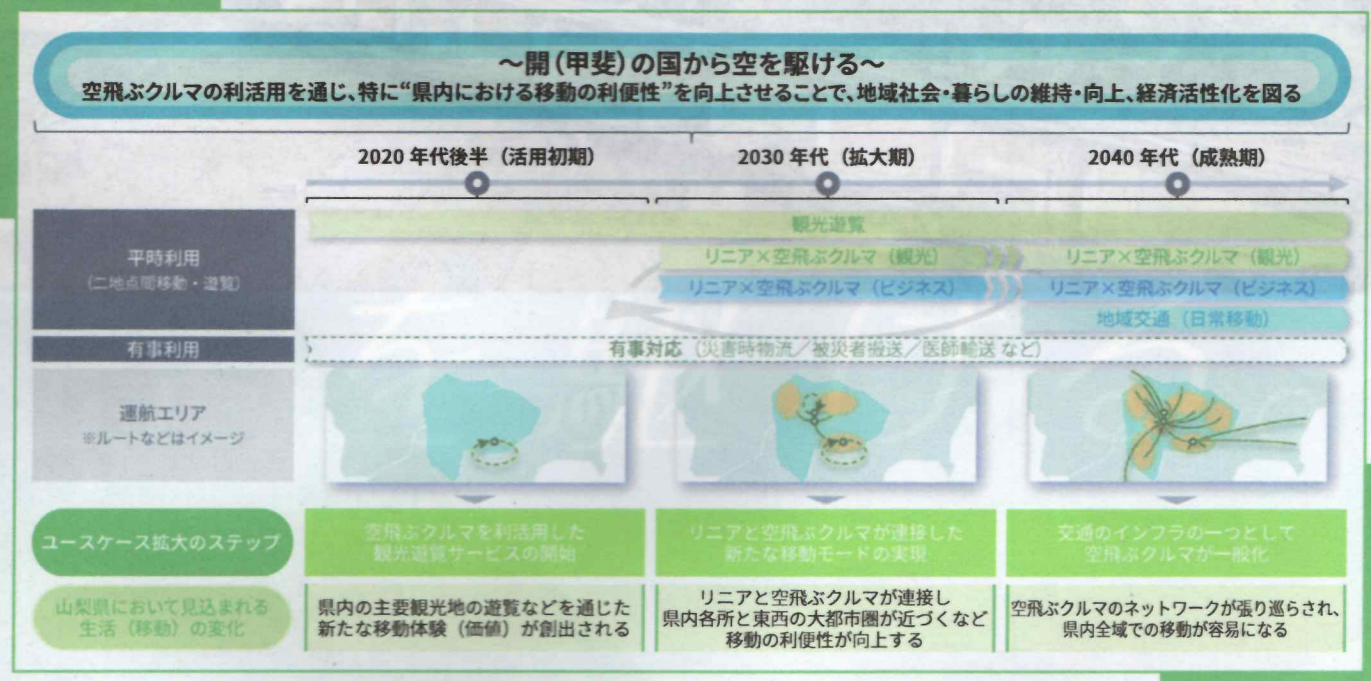 ～開（甲斐）の国から空を駆ける～
空飛ぶクルマの利活用を通じ、特に“県内における移動の利便性”を向上させることで、地域社会・暮らしの維持・向上、経済活性化を図る
2020 年代後半（活用初期）
2030 年代（拡大期）
2040 年代（成熟期）
平時利用
（二地点間移動・遊覧）
観光遊覧
リニア×空飛ぶクルマ（観光）
リニア×空飛ぶクルマ（観光）
リニア×空飛ぶクルマ（ビジネス）
リニア×空飛ぶクルマ（ビジネス）
地域交通（日常移動）
有事利用
有事対応（災害時物流／被災者搬送／医師輸送 など）
運航エリア
※ルートなどはイメージ
ユースケース拡大のステップ
空飛ぶクルマを利活用した
観光遊覧サービスの開始
リニアと空飛ぶクルマが連接した
新たな移動モードの実現
交通のインフラの一つとして
空飛ぶクルマが一般化
山梨県において見込まれる
生活（移動）の変化
県内の主要観光地の遊覧などを通じた
新たな移動体験（価値）が創出される
リニアと空飛ぶクルマが連接し
県内各所と東西の大都市圏が近づくなど
移動の利便性が向上する
空飛ぶクルマのネットワークが張り巡らされ、
県内全域での移動が容易になる